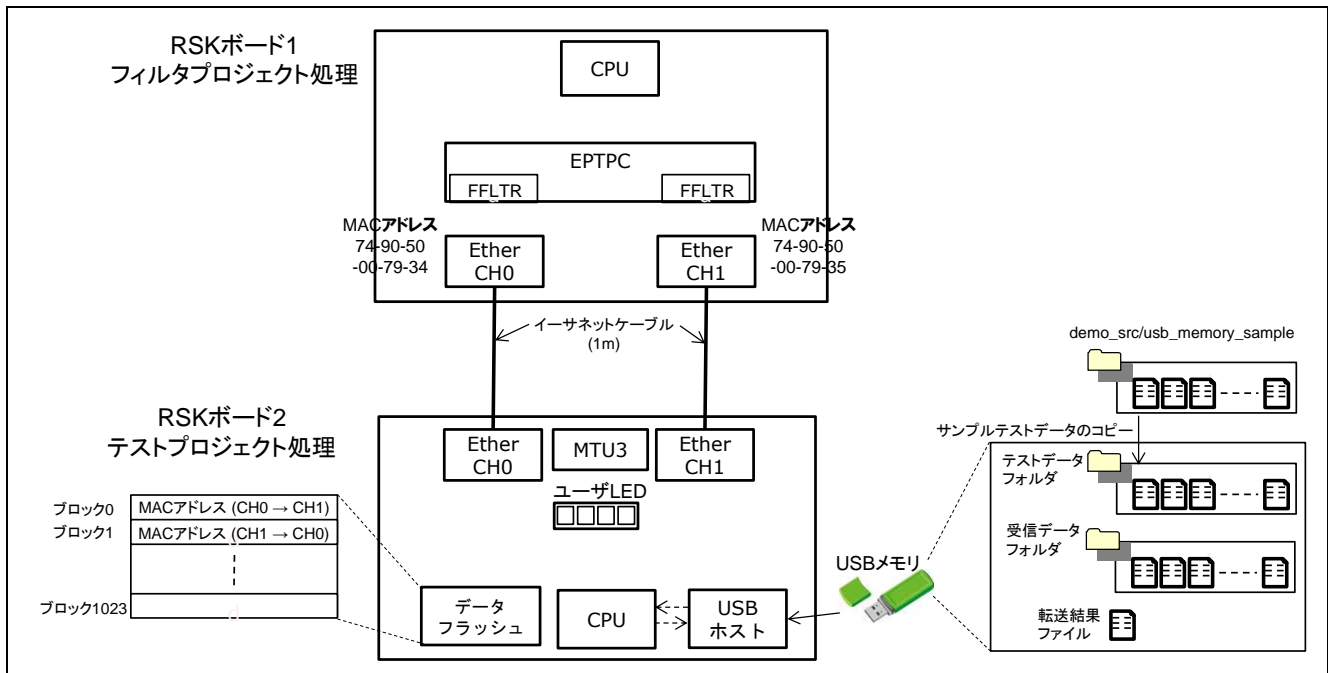 RSKボード1
フィルタプロジェクト処理
CPU
EPTPC
FFLTR
FFLTR
MACアドレス
74-90-50
-00-79-34
Ether
CH0
Ether
CH1
MACアドレス
74-90-50
-00-79-35
イーサネットケーブル
(1m)
demo_src/usb_memory_sample
サンプルテストデータのコピー
RSKボード2
テストプロジェクト処理
Ether
CH0
MTU3
Ether
CH1
ユーザLED
テストデータ
フォルダ
受信データ
フォルダ
転送結果
ファイル
USBメモリ
ブロック0
MACアドレス (CH0 → CH1)
ブロック1
MACアドレス (CH1 → CH0)
ブロック1023
d
データ
フラッシュ
CPU
USB
ホスト